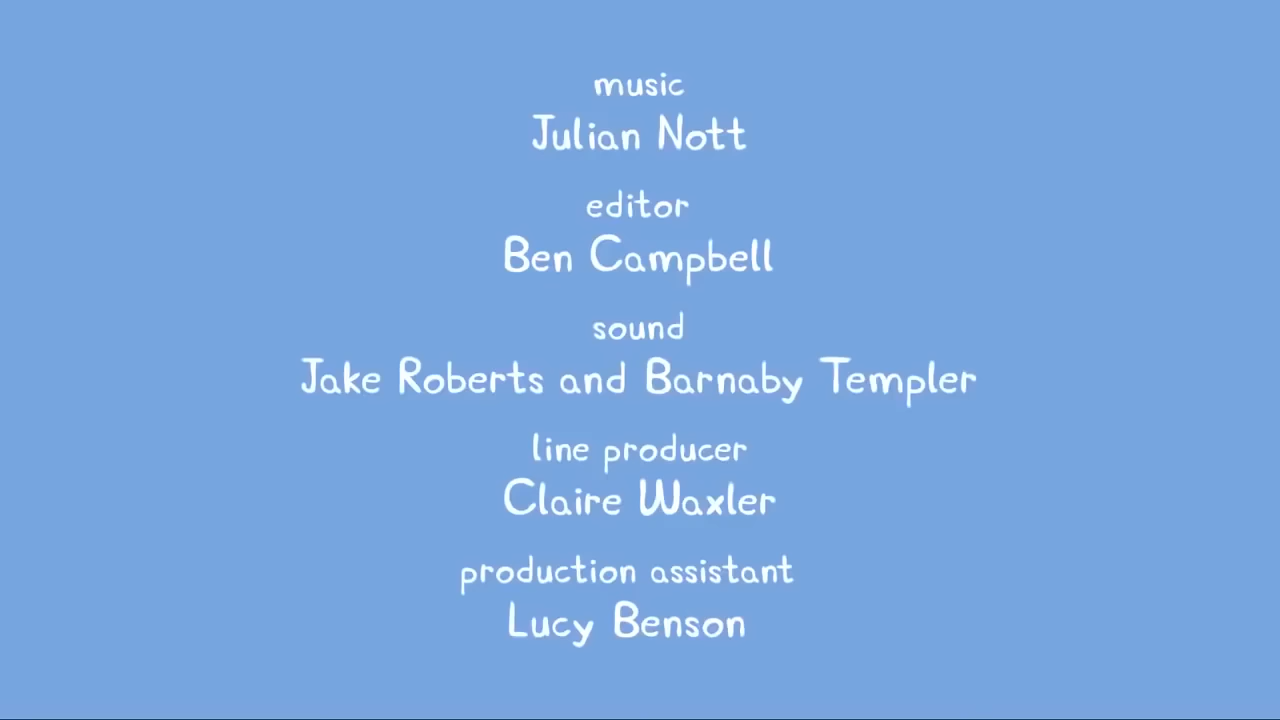 music
Julian Nott
editor
Ben Campbell
sound
Jake Roberts and Barnaby Templer
line producer
Claire Waxler
production assistant
Lucy Benson